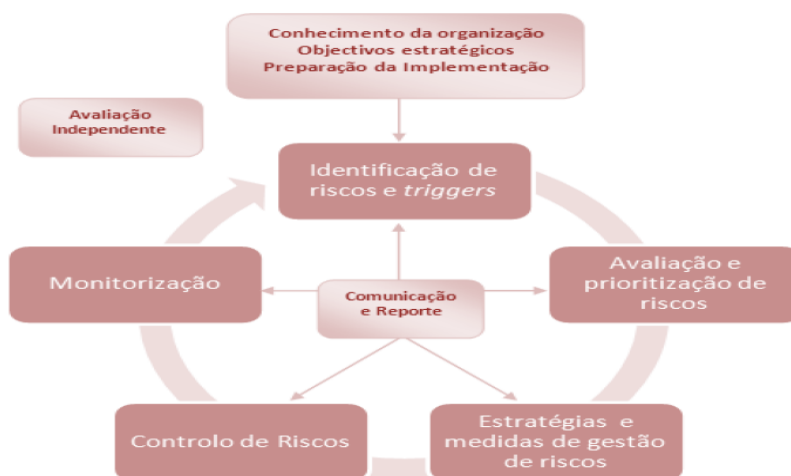 Conhecimento da organização
Objectivos estratégicos
Preparação da Implementação
Avaliação
Independente
Identificação de
riscos e triggers
Monitorização
Avaliação e
prioritização de
riscos
Comunicação
e Reporte
Controlo de Riscos
Estratégias e
medidas de gestão
de riscos